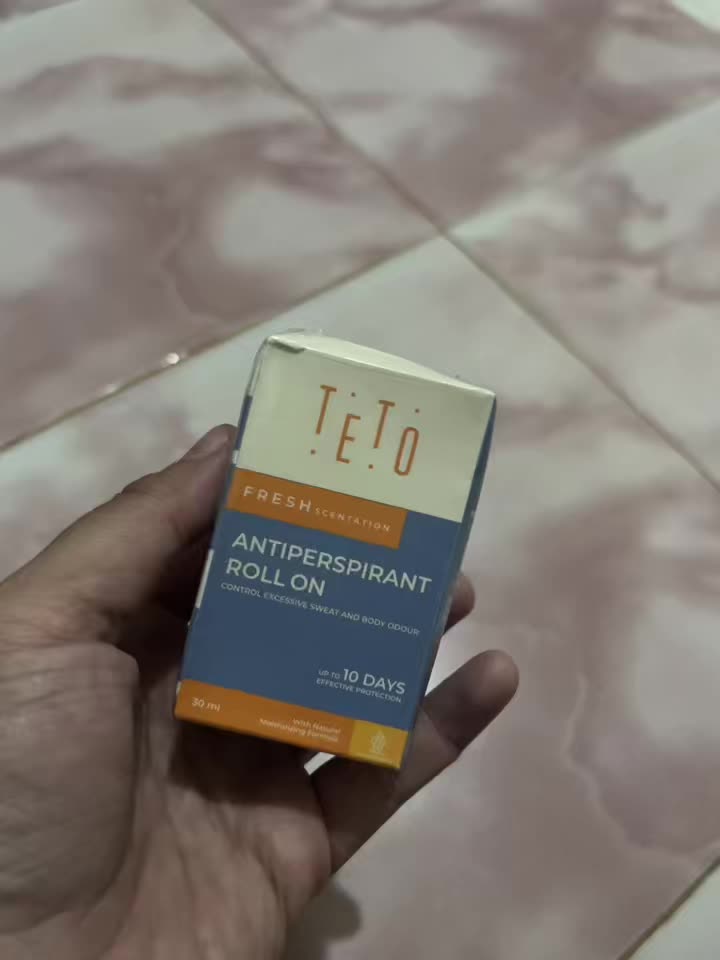 TETO
FRESH SCENTATION
ANTIPERSPIRANT
ROLL ON
CONTROL EXCESSIVE SWEAT AND BODY ODOUR
UP TO 10 DAYS
EFFECTIVE PROTECTION
30 ml
With Natural
Moisturizing Formula